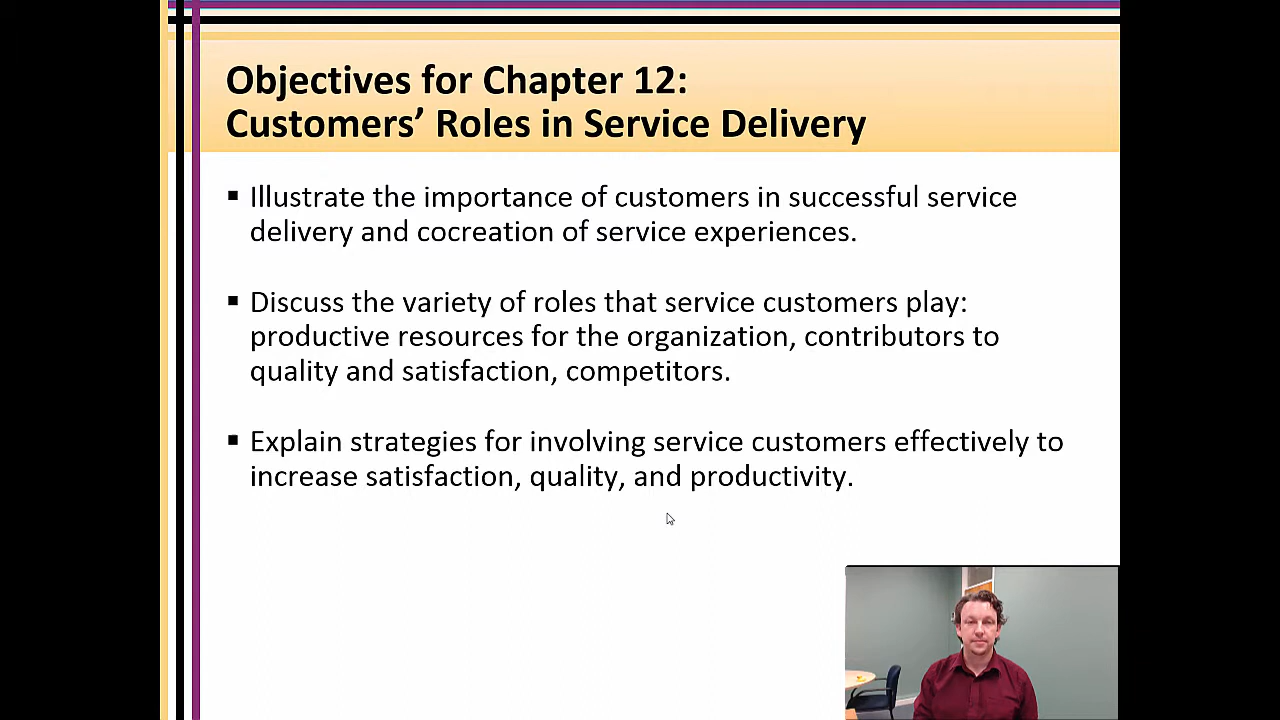 Objectives for Chapter 12:
Customers’ Roles in Service Delivery
▪ Illustrate the importance of customers in successful service
delivery and cocreation of service experiences.
▪ Discuss the variety of roles that service customers play:
productive resources for the organization, contributors to
quality and satisfaction, competitors.
▪ Explain strategies for involving service customers effectively to
increase satisfaction, quality, and productivity.